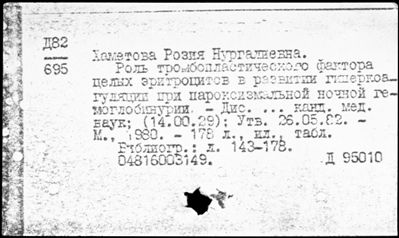 Д82
695
Хаметова Розия Нургалиевна.
Роль тромбопластического фактора
целых эритроцитов в развитии гиперкоа-
гуляции при пароксизмальной ночной ге-
моглобинурии. - Дис. ... канд. мед.
наук; (14.00.29); Утв. 26.05.82. -
М., 1980. - 178 л., ил., табл.
Библиогр.: л. 143-178.
04816003149. Д 95010